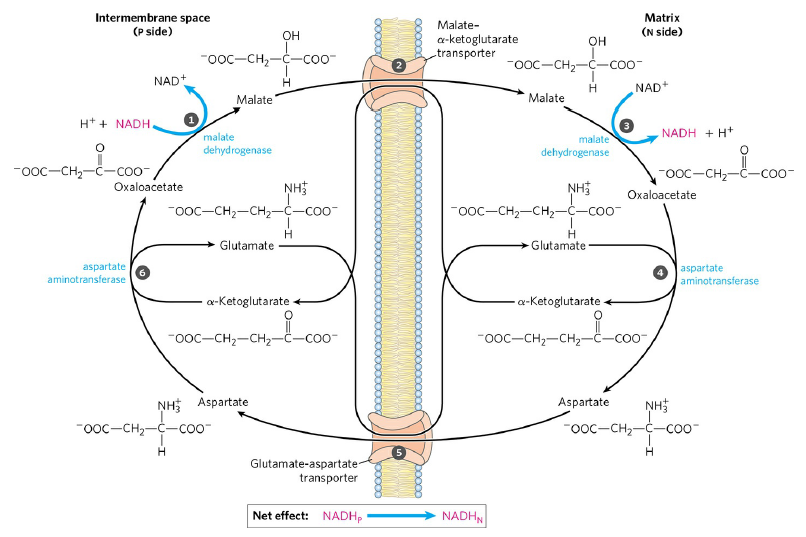 Intermembrane space
(P side)
Matrix
(N side)
Malate–
α-ketoglutarate
transporter
OH
⁻OOC—CH₂—C—COO⁻
H
OH
⁻OOC—CH₂—C—COO⁻
H
2
NAD⁺
Malate
Malate
NAD⁺
H⁺ + NADH
1
malate
dehydrogenase
3
malate
dehydrogenase
NADH + H⁺
O
⁻OOC—CH₂—C—COO⁻
Oxaloacetate
O
⁻OOC—CH₂—C—COO⁻
Oxaloacetate
NH₃⁺
⁻OOC—CH₂—CH₂—C—COO⁻
H
NH₃⁺
⁻OOC—CH₂—CH₂—C—COO⁻
H
Glutamate
Glutamate
aspartate
aminotransferase
6
4
aspartate
aminotransferase
α-Ketoglutarate
α-Ketoglutarate
O
⁻OOC—CH₂—CH₂—C—COO⁻
O
⁻OOC—CH₂—CH₂—C—COO⁻
Aspartate
Aspartate
NH₃⁺
⁻OOC—CH₂—C—COO⁻
H
NH₃⁺
⁻OOC—CH₂—C—COO⁻
H
5
Glutamate-aspartate
transporter
Net effect: NADHP NADHN